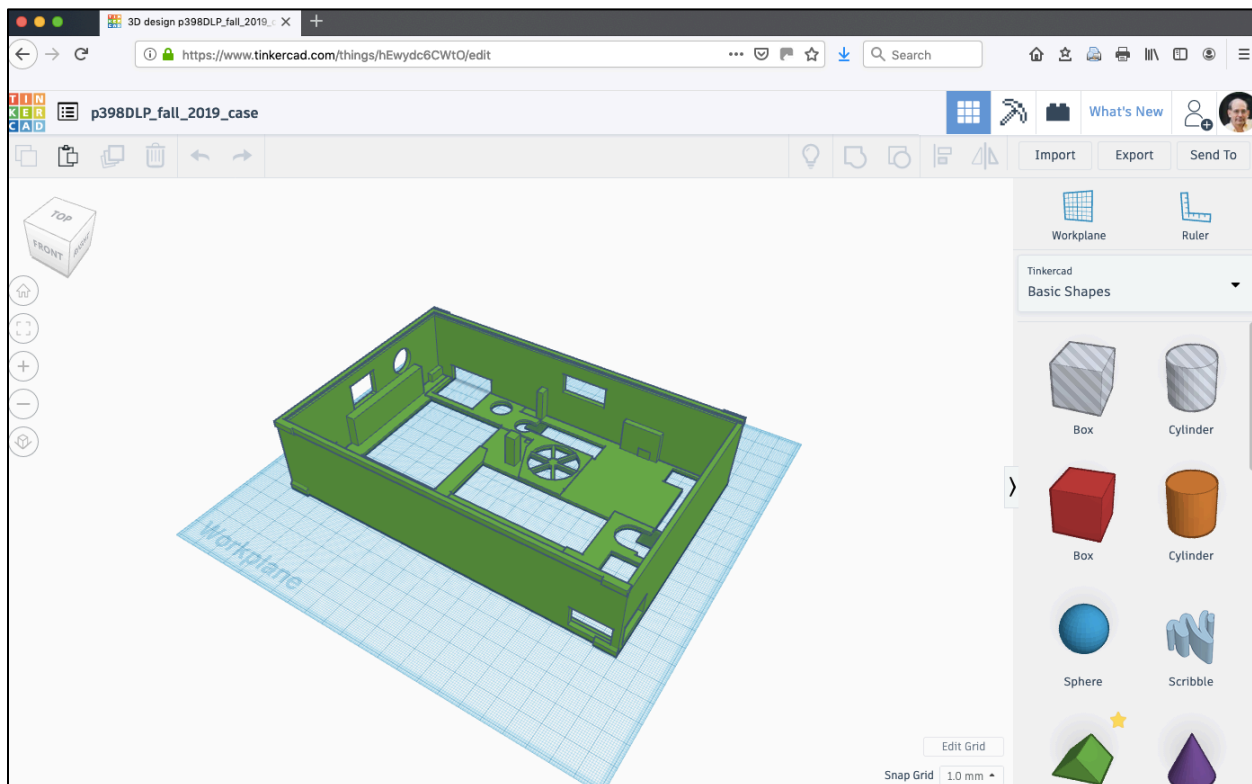 3D design p398DLP_fall_2019_c
https://www.tinkercad.com/things/hEwydc6CWtO/edit
Search
TIN
KER
CAD
p398DLP_fall_2019_case
What's New
Import
Export
Send To
TOP
FRONT
RIGHT
Workplane
Ruler
Tinkercad
Basic Shapes
Box
Cylinder
Box
Cylinder
Sphere
Scribble
Workplane
Edit Grid
Snap Grid 1.0 mm